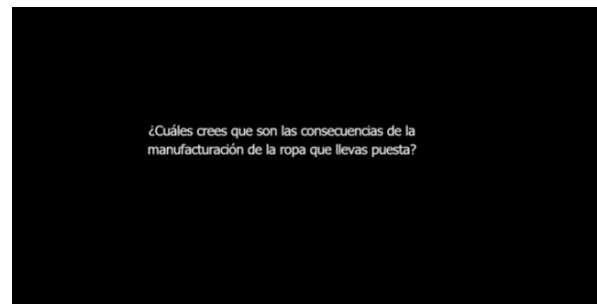 ¿Cuáles crees que son las consecuencias de la
manufacturación de la ropa que llevas puesta?